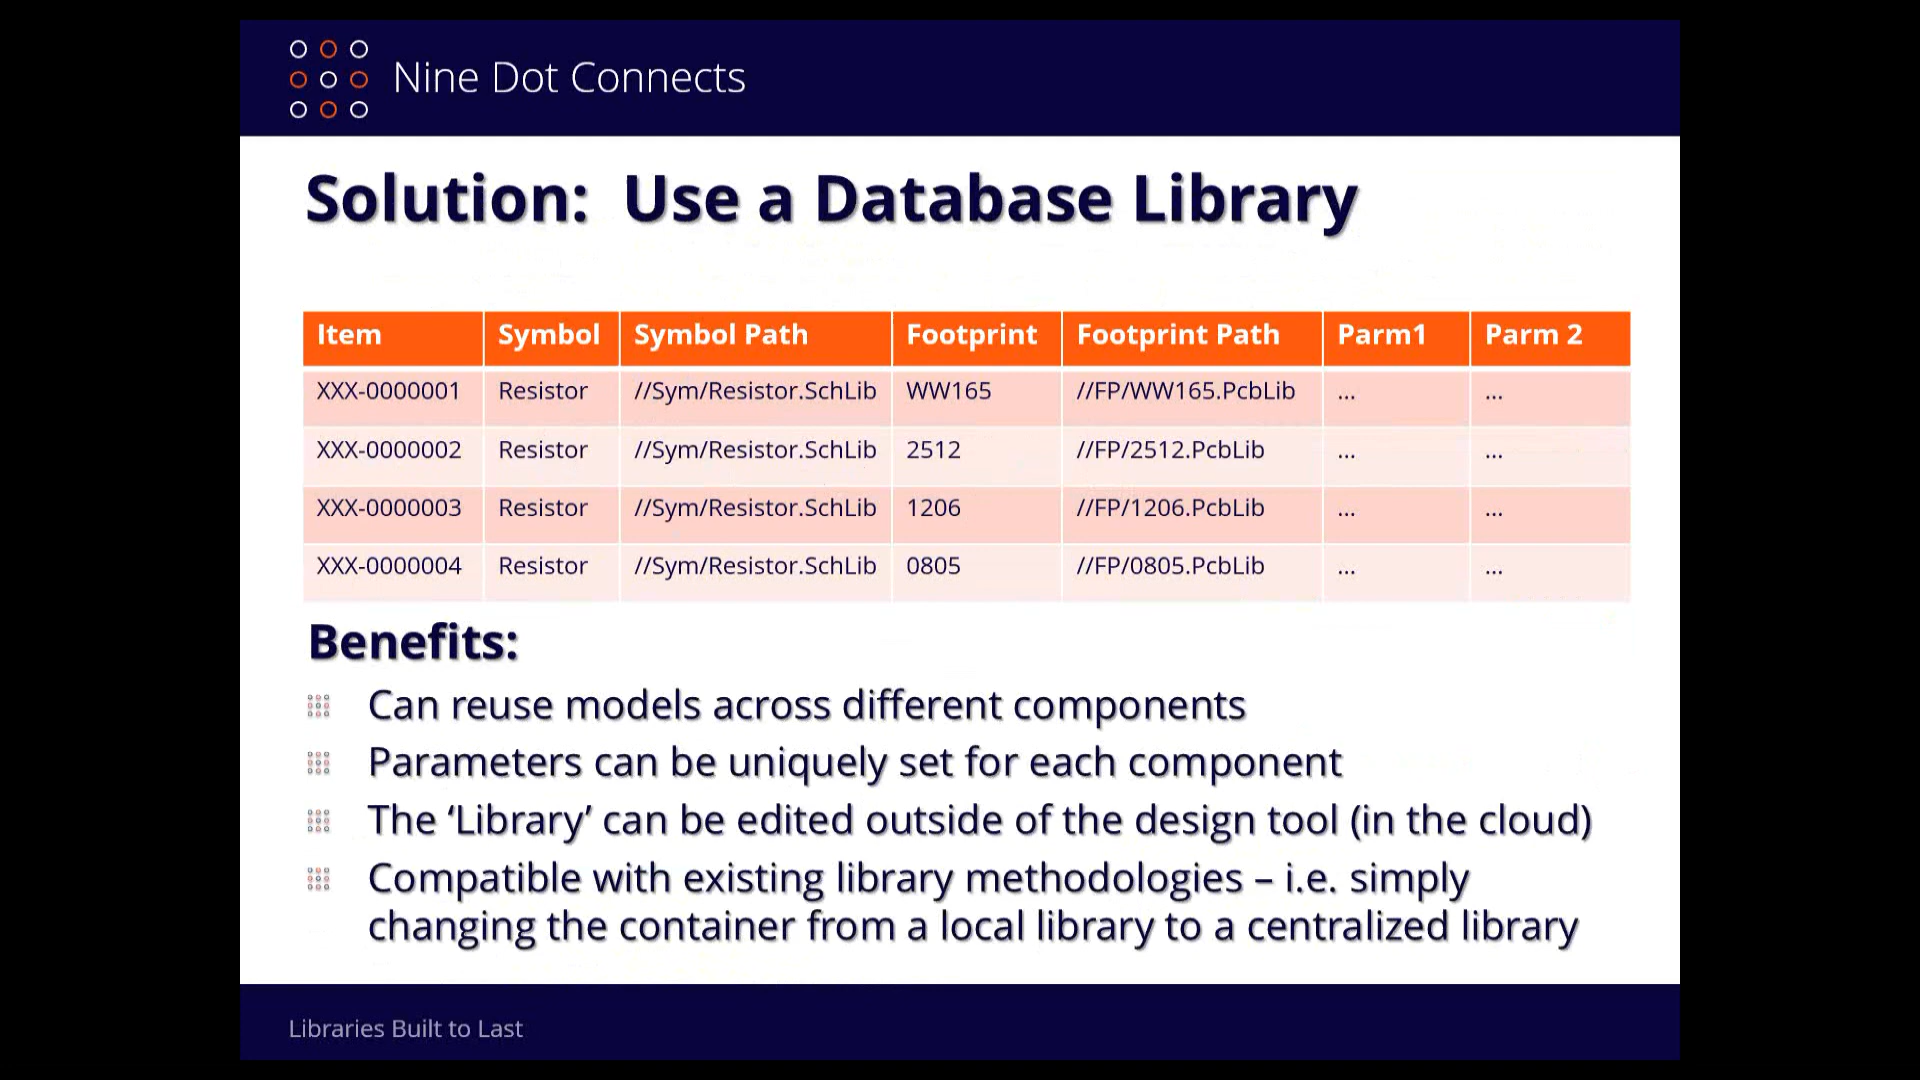 Nine Dot Connects
Solution:  Use a Database Library
Item Symbol Symbol Path Footprint Footprint Path Parm1 Parm 2
XXX-0000001 Resistor //Sym/Resistor.SchLib WW165 //FP/WW165.PcbLib ... ...
XXX-0000002 Resistor //Sym/Resistor.SchLib 2512 //FP/2512.PcbLib ... ...
XXX-0000003 Resistor //Sym/Resistor.SchLib 1206 //FP/1206.PcbLib ... ...
XXX-0000004 Resistor //Sym/Resistor.SchLib 0805 //FP/0805.PcbLib ... ...
Benefits:
Can reuse models across different components
Parameters can be uniquely set for each component
The ‘Library’ can be edited outside of the design tool (in the cloud)
Compatible with existing library methodologies – i.e. simply
changing the container from a local library to a centralized library
Libraries Built to Last